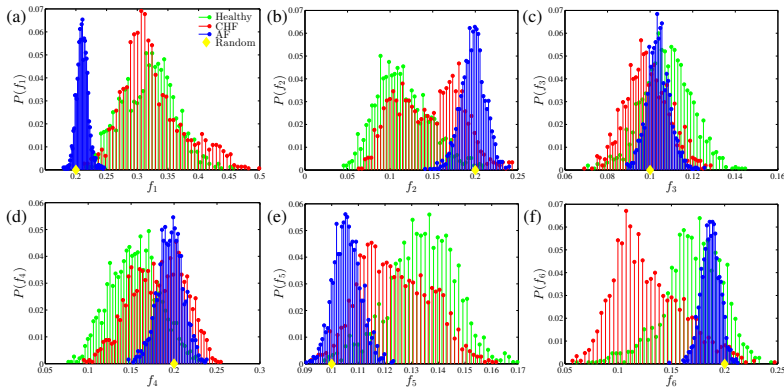 (a)
Healthy
CHF
AF
Random
P(f₁)
0.07
0.06
0.05
0.04
0.03
0.02
0.01
0
0.2 0.25 0.3 0.35 0.4 0.45 0.5
f₁
(b)
P(f₂)
0.07
0.06
0.05
0.04
0.03
0.02
0.01
0
0 0.05 0.1 0.15 0.2 0.25
f₂
(c)
P(f₃)
0.07
0.06
0.05
0.04
0.03
0.02
0.01
0
0.06 0.08 0.1 0.12 0.14 0.16
f₃
(d)
P(f₄)
0.06
0.05
0.04
0.03
0.02
0.01
0
0.05 0.1 0.15 0.2 0.25 0.3
f₄
(e)
P(f₅)
0.06
0.05
0.04
0.03
0.02
0.01
0
0.09 0.1 0.11 0.12 0.13 0.14 0.15 0.16 0.17
f₅
(f)
P(f₆)
0.07
0.06
0.05
0.04
0.03
0.02
0.01
0
0.05 0.1 0.15 0.2 0.25
f₆